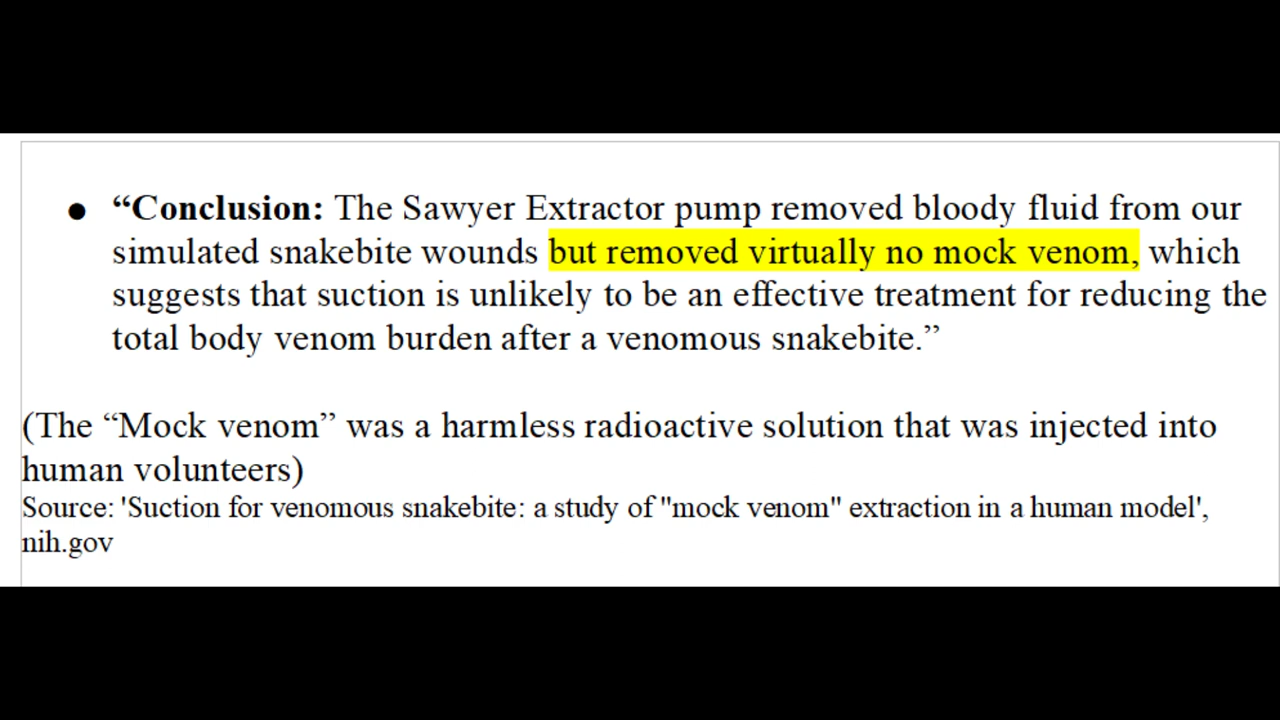 ● “Conclusion: The Sawyer Extractor pump removed bloody fluid from our
simulated snakebite wounds but removed virtually no mock venom, which
suggests that suction is unlikely to be an effective treatment for reducing the
total body venom burden after a venomous snakebite.”
(The “Mock venom” was a harmless radioactive solution that was injected into
human volunteers)
Source: 'Suction for venomous snakebite: a study of "mock venom" extraction in a human model',
nih.gov